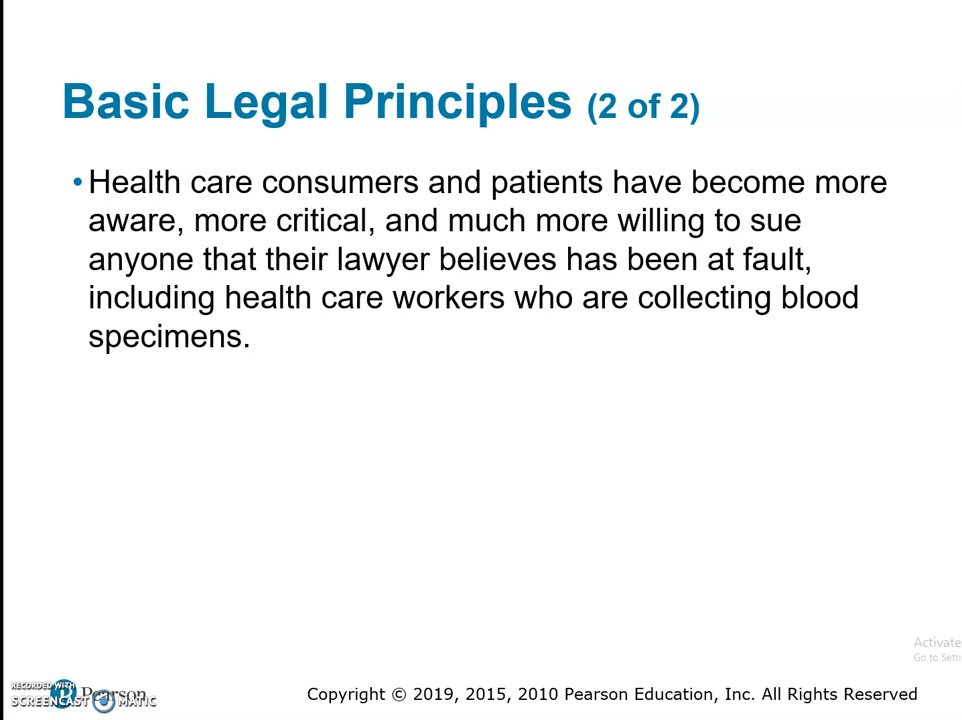 Basic Legal Principles (2 of 2)
•Health care consumers and patients have become more
aware, more critical, and much more willing to sue
anyone that their lawyer believes has been at fault,
including health care workers who are collecting blood
specimens.
Activate
Go to Setti
RECORDED WITH
SCREENCAST MATIC
Pearson
Copyright © 2019, 2015, 2010 Pearson Education, Inc. All Rights Reserved